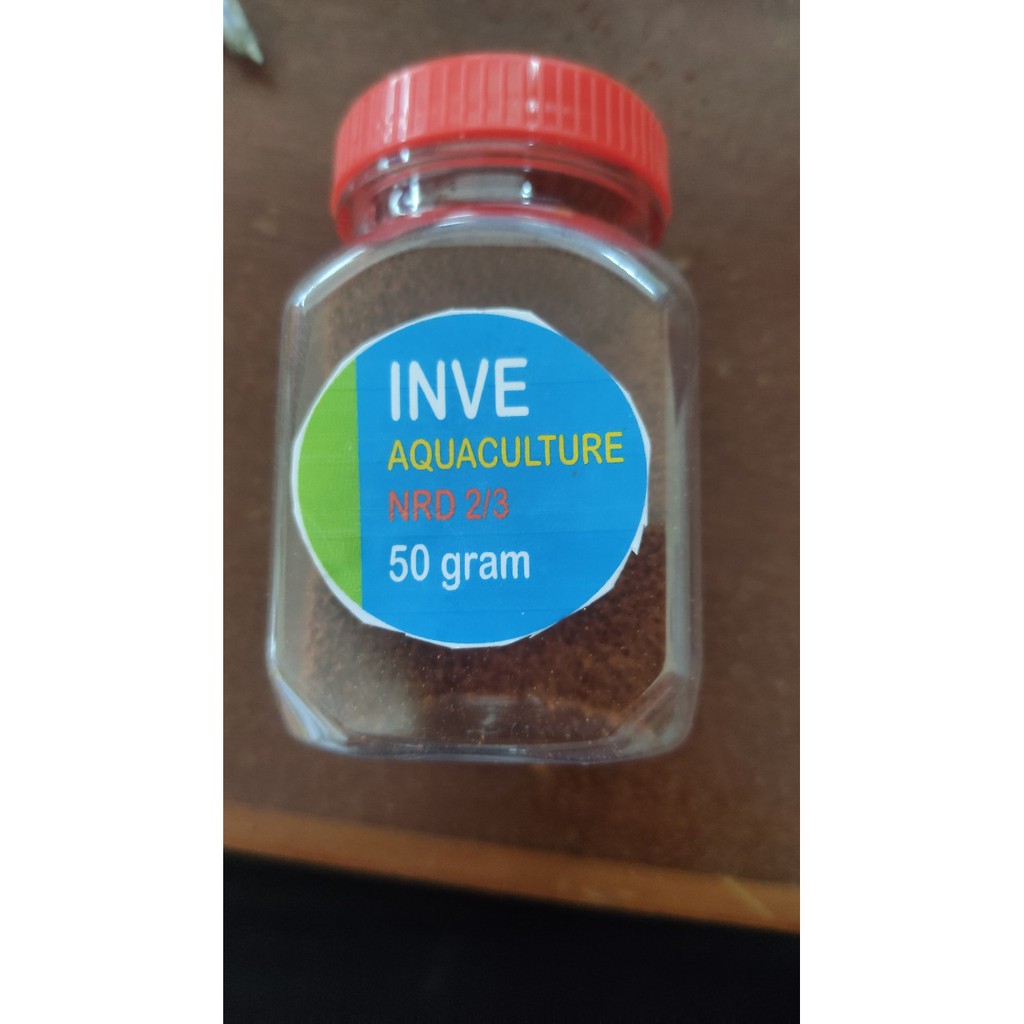 INVE
AQUACULTURE
NRD 2/3
50 gram